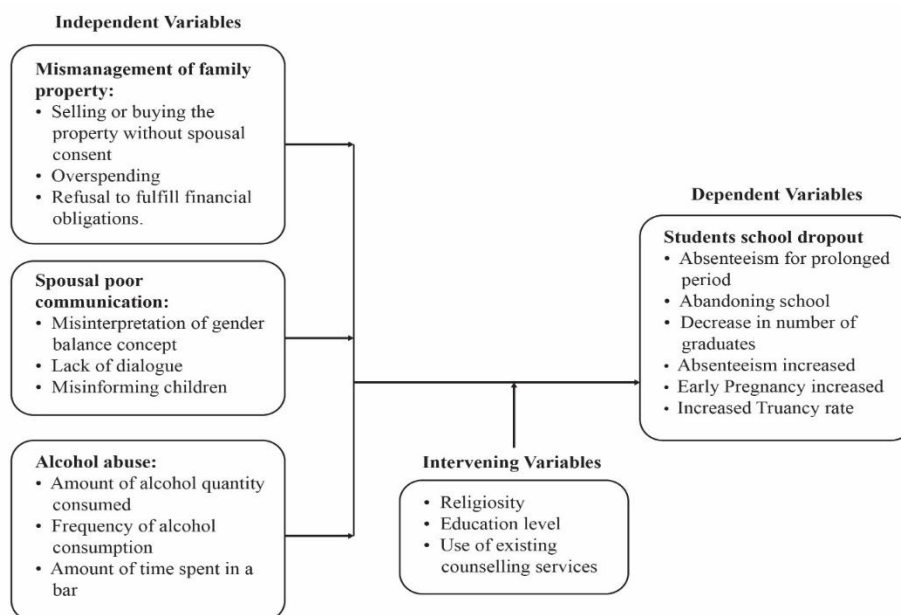 Independent Variables
Mismanagement of family
property:
• Selling or buying the
property without spousal
consent
• Overspending
• Refusal to fulfill financial
obligations.
Spousal poor
communication:
• Misinterpretation of gender
balance concept
• Lack of dialogue
• Misinforming children
Alcohol abuse:
• Amount of alcohol quantity
consumed
• Frequency of alcohol
consumption
• Amount of time spent in a
bar
Intervening Variables
• Religiosity
• Education level
• Use of existing
counselling services
Dependent Variables
Students school dropout
• Absenteeism for prolonged
period
• Abandoning school
• Decrease in number of
graduates
• Absenteeism increased
• Early Pregnancy increased
• Increased Truancy rate